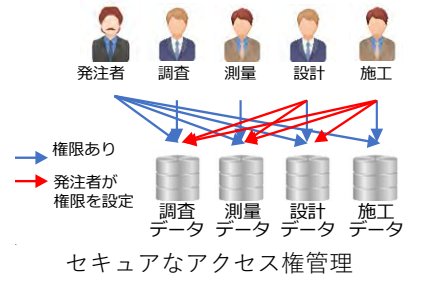 発注者 調査 測量 設計 施工
権限あり
発注者が
権限を設定
調査 測量 設計 施工
データ データ データ データ
セキュアなアクセス権管理